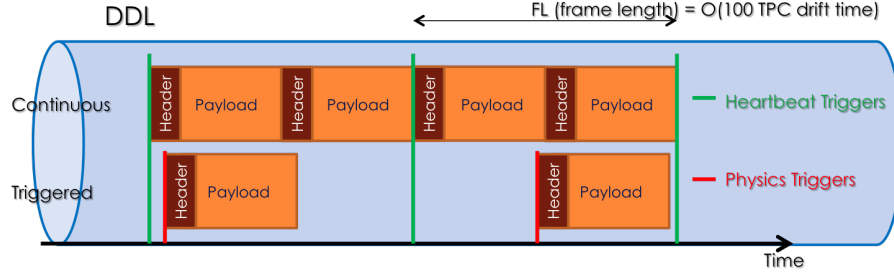 DDL
FL (frame length) = O(100 TPC drift time)
Continuous
Header Payload Header Payload Header Payload Header Payload
Heartbeat Triggers
Triggered
Header Payload Header Payload
Physics Triggers
Time